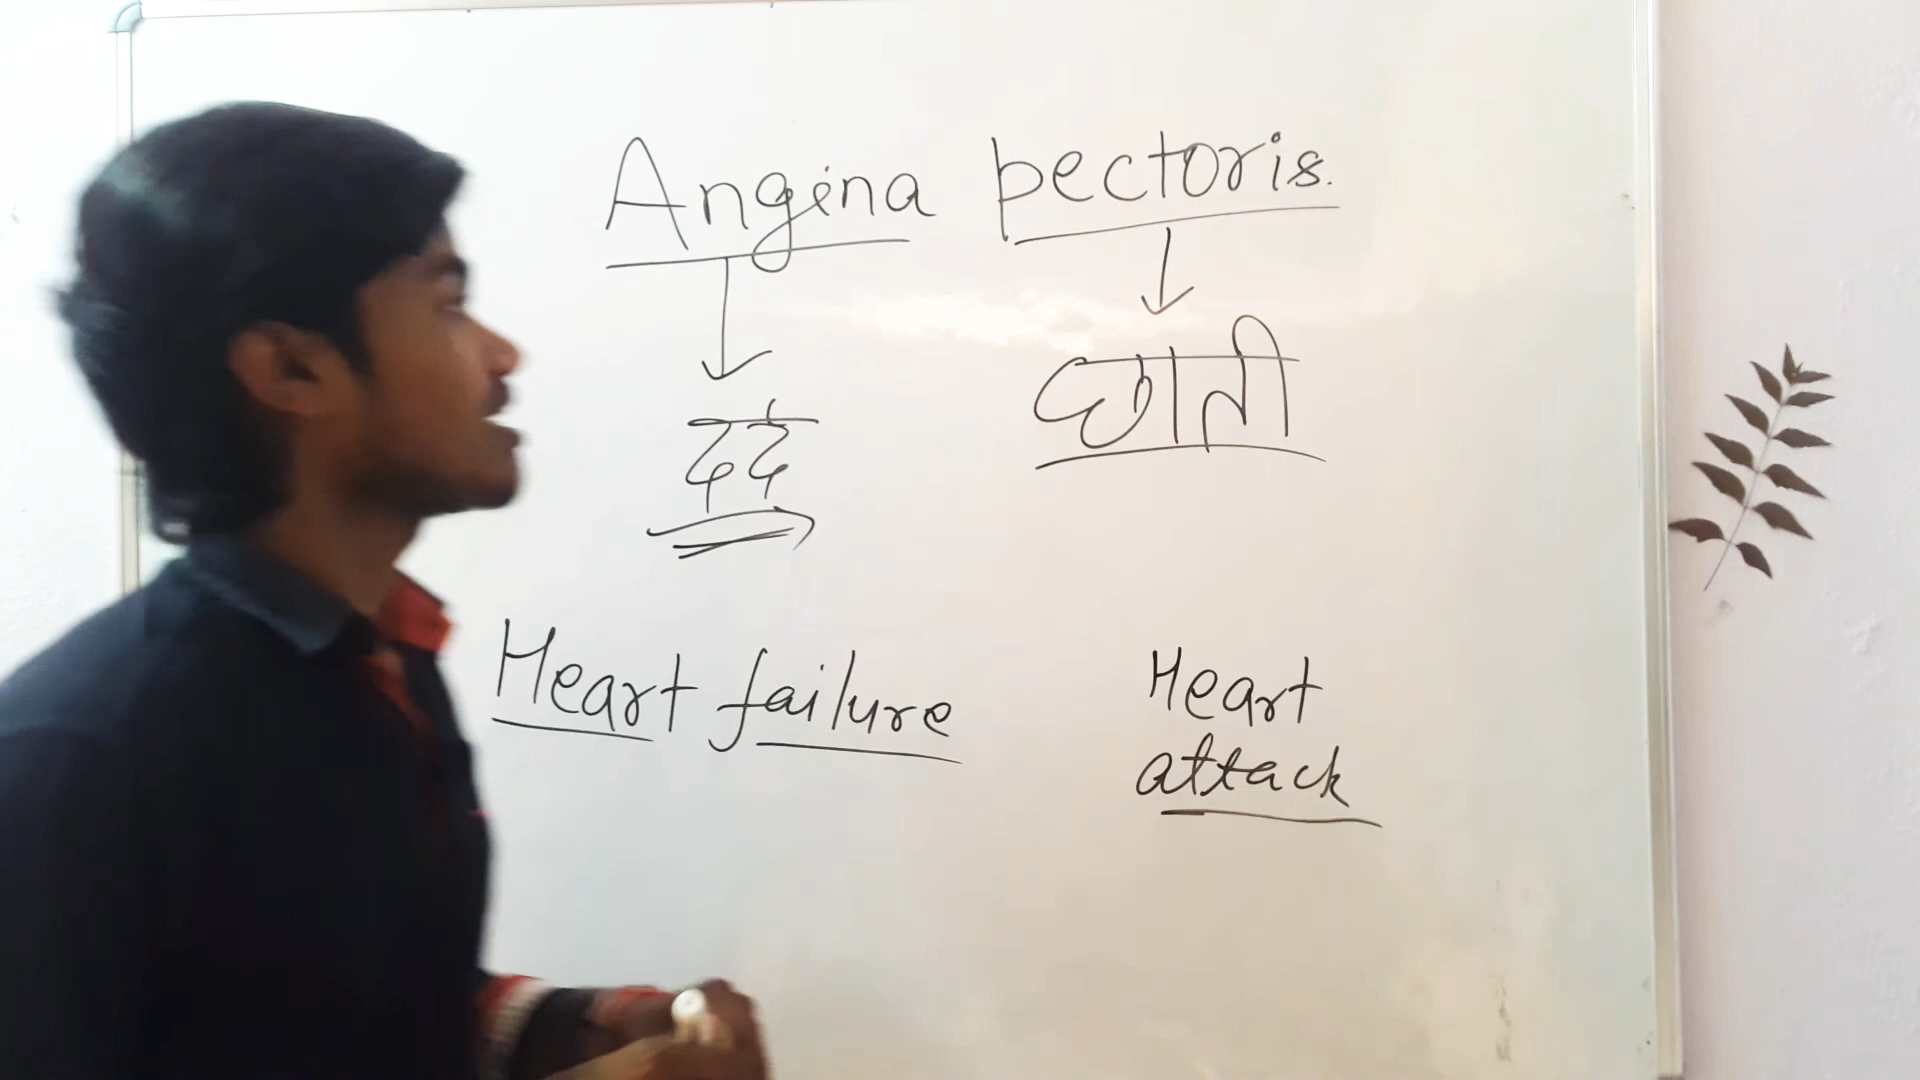 Angina pectoris.
दर्द
छाती
Heart failure
Heart
attack